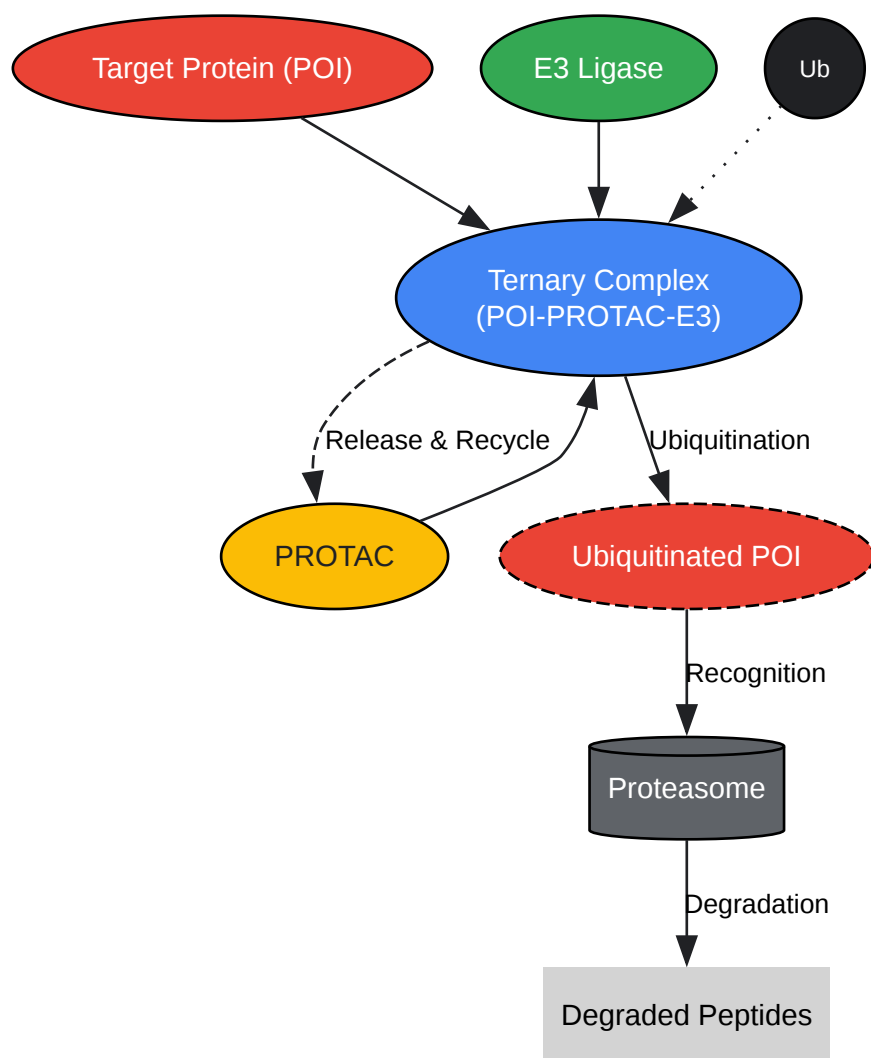 Target Protein (POI)
E3 Ligase
Ub
Ternary Complex
(POI-PROTAC-E3)
Release & Recycle
Ubiquitination
PROTAC
Ubiquitinated POI
Recognition
Proteasome
Degradation
Degraded Peptides